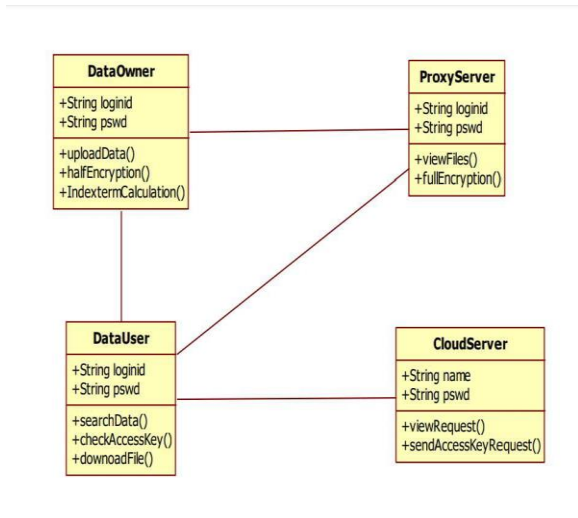 DataOwner
+String loginid
+String pswd
+uploadData()
+halfEncryption()
+IndextermCalculation()
ProxyServer
+String loginid
+String pswd
+viewFiles()
+fullEncryption()
DataUser
+String loginid
+String pswd
+searchData()
+checkAccessKey()
+downoadFile()
CloudServer
+String name
+String pswd
+viewRequest()
+sendAccessKeyRequest()